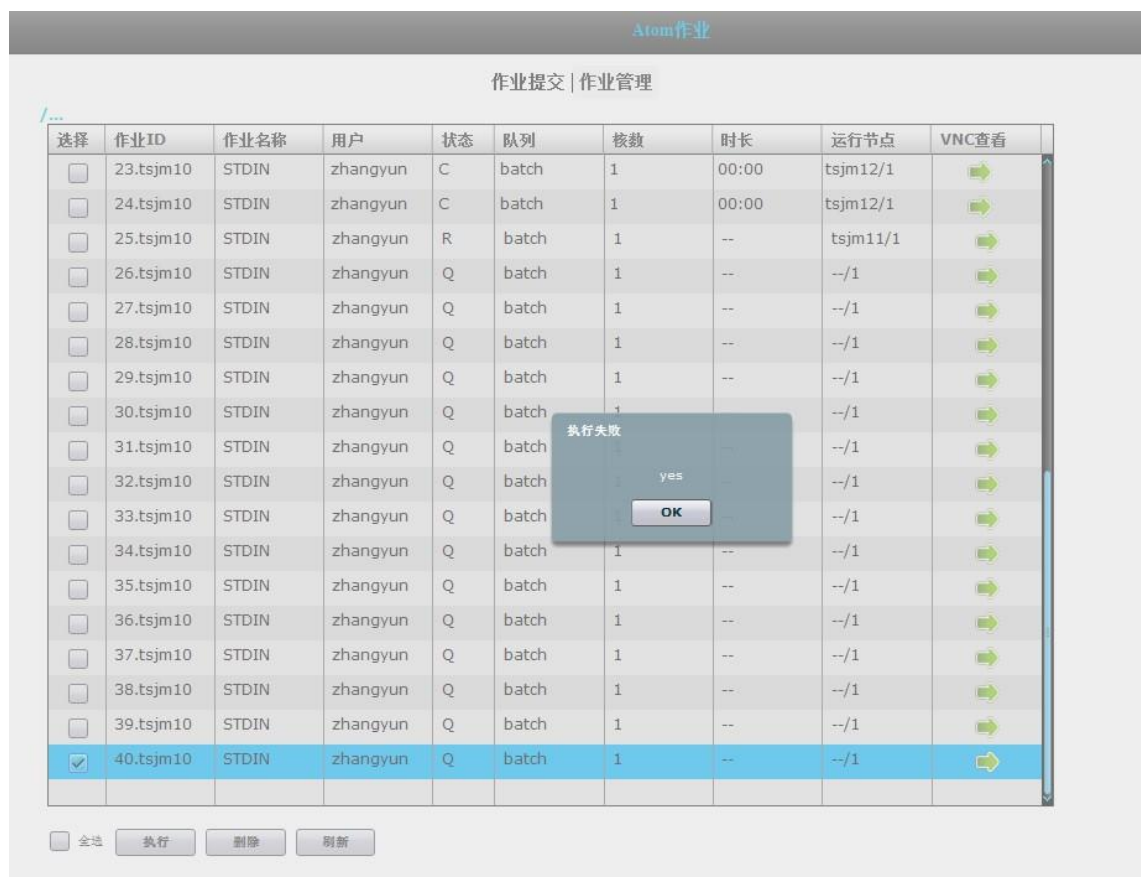 Atom作业
作业提交 | 作业管理
/...
选择 作业ID 作业名称 用户 状态 队列 核数 时长 运行节点 VNC查看
23.tsjm10 STDIN zhangyun C batch 1 00:00 tsjm12/1
24.tsjm10 STDIN zhangyun C batch 1 00:00 tsjm12/1
25.tsjm10 STDIN zhangyun R batch 1 -- tsjm11/1
26.tsjm10 STDIN zhangyun Q batch 1 -- --/1
27.tsjm10 STDIN zhangyun Q batch 1 -- --/1
28.tsjm10 STDIN zhangyun Q batch 1 -- --/1
29.tsjm10 STDIN zhangyun Q batch 1 -- --/1
30.tsjm10 STDIN zhangyun Q batch 1 --/1
执行失败
31.tsjm10 STDIN zhangyun Q batch --/1
yes
32.tsjm10 STDIN zhangyun Q batch --/1
OK
33.tsjm10 STDIN zhangyun Q batch --/1
34.tsjm10 STDIN zhangyun Q batch 1 -- --/1
35.tsjm10 STDIN zhangyun Q batch 1 -- --/1
36.tsjm10 STDIN zhangyun Q batch 1 -- --/1
37.tsjm10 STDIN zhangyun Q batch 1 -- --/1
38.tsjm10 STDIN zhangyun Q batch 1 -- --/1
39.tsjm10 STDIN zhangyun Q batch 1 -- --/1
40.tsjm10 STDIN zhangyun Q batch 1 -- --/1
全选 执行 删除 刷新